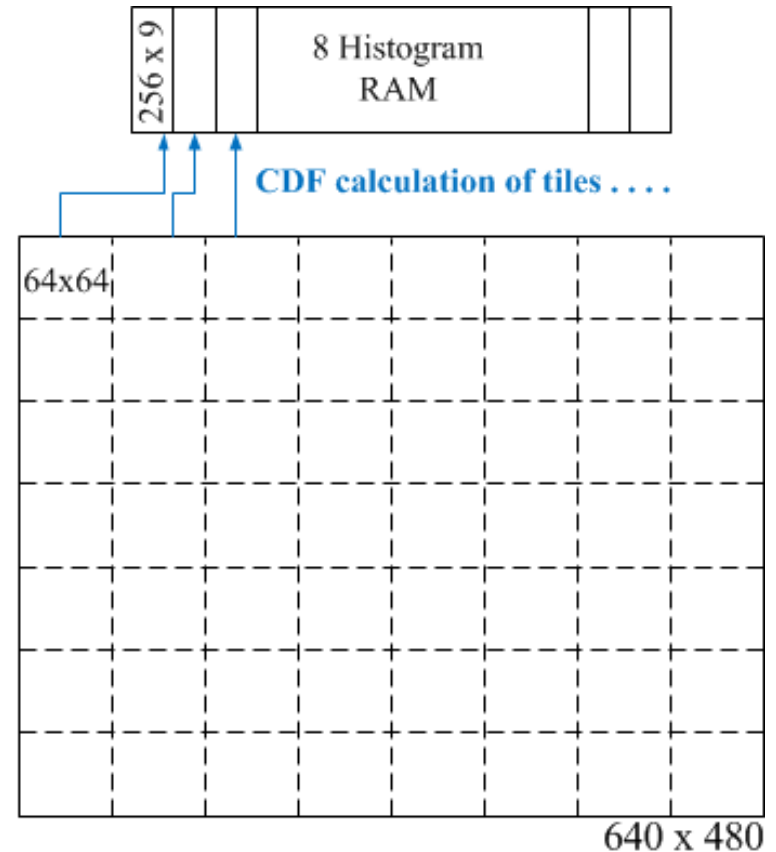 256 x 9
8 Histogram
RAM
CDF calculation of tiles . . . .
64x64
640 x 480